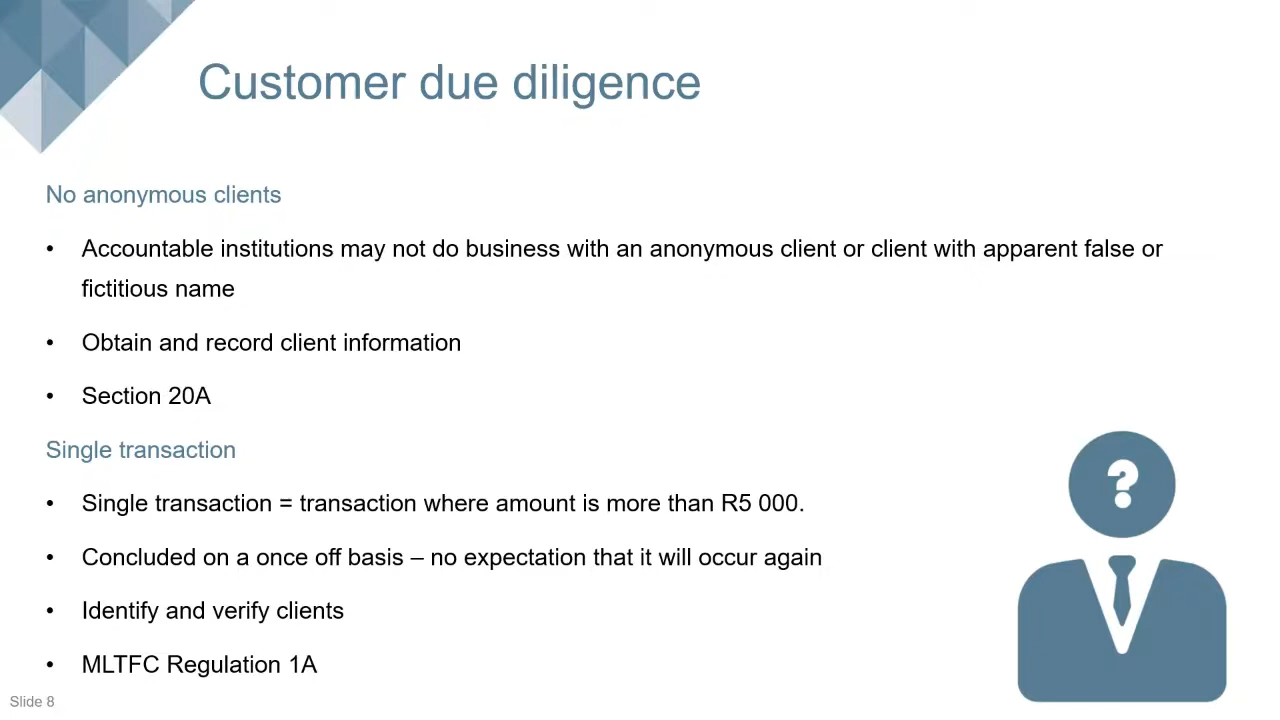 Customer due diligence
No anonymous clients
• Accountable institutions may not do business with an anonymous client or client with apparent false or
fictitious name
• Obtain and record client information
• Section 20A
Single transaction
• Single transaction = transaction where amount is more than R5 000.
• Concluded on a once off basis – no expectation that it will occur again
• Identify and verify clients
• MLTFC Regulation 1A
?
Slide 8